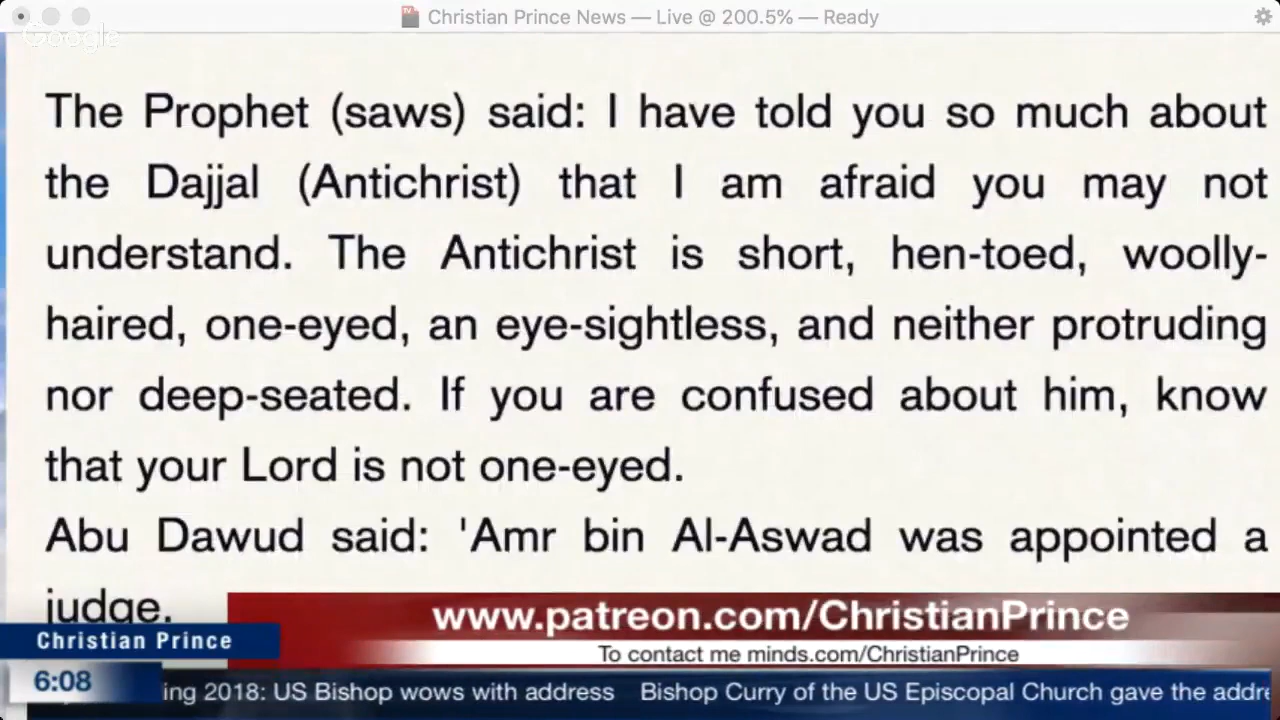 Christian Prince News — Live @ 200.5% — Ready
Google
The Prophet (saws) said: I have told you so much about
the Dajjal (Antichrist) that I am afraid you may not
understand. The Antichrist is short, hen-toed, woolly-
haired, one-eyed, an eye-sightless, and neither protruding
nor deep-seated. If you are confused about him, know
that your Lord is not one-eyed.
Abu Dawud said: 'Amr bin Al-Aswad was appointed a
judge.
www.patreon.com/ChristianPrince
Christian Prince
To contact me minds.com/ChristianPrince
6:08
ing 2018: US Bishop wows with address Bishop Curry of the US Episcopal Church gave the addre